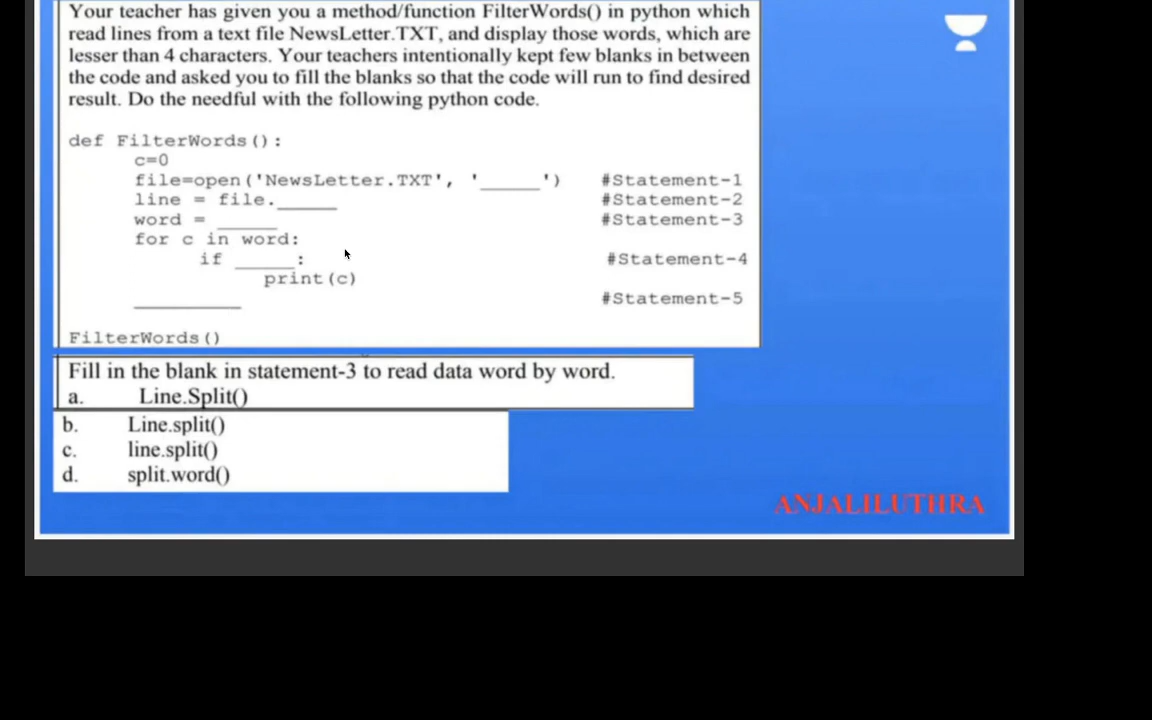 Your teacher has given you a method/function FilterWords() in python which
read lines from a text file NewsLetter.TXT, and display those words, which are
lesser than 4 characters. Your teachers intentionally kept few blanks in between
the code and asked you to fill the blanks so that the code will run to find desired
result. Do the needful with the following python code.
def FilterWords():
c=0
file=open('NewsLetter.TXT', '_____') #Statement-1
line = file._____ #Statement-2
word = _____ #Statement-3
for c in word:
if _____: #Statement-4
print(c)
_________ #Statement-5
FilterWords()
Fill in the blank in statement-3 to read data word by word.
a. Line.Split()
b. Line.split()
c. line.split()
d. split.word()
ANJALILUTHRA